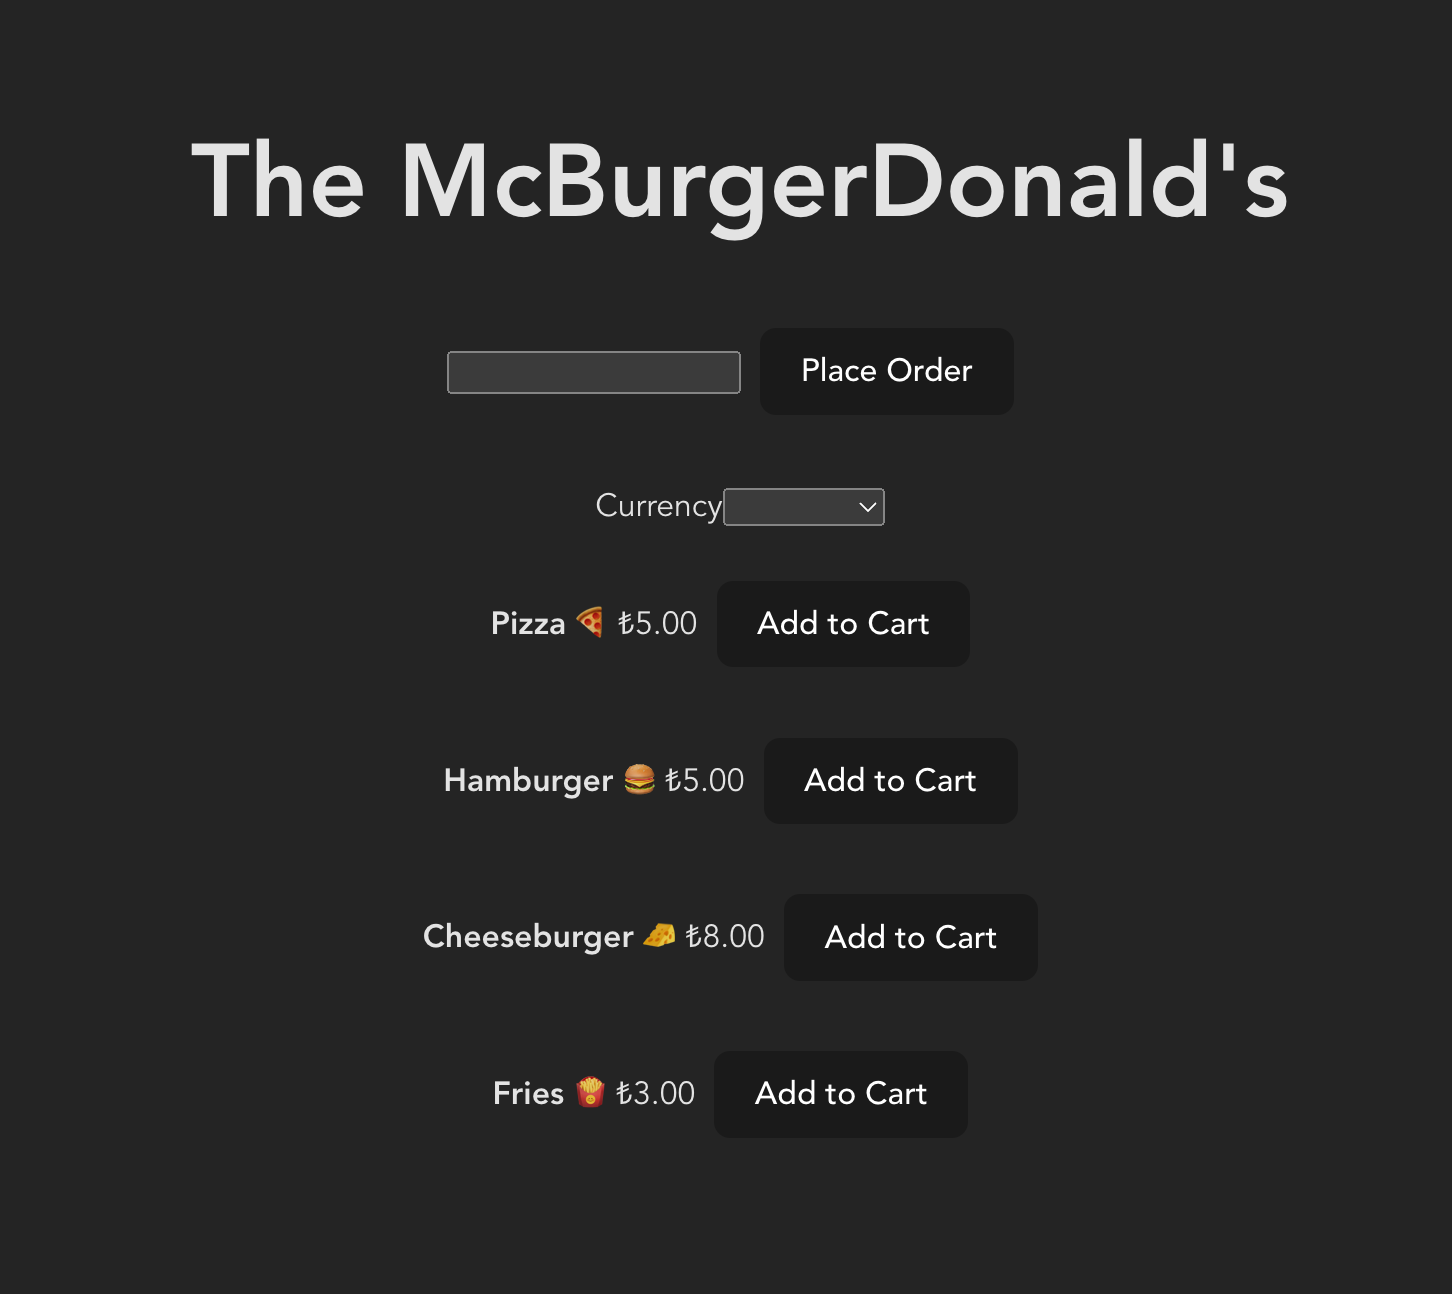 The McBurgerDonald's
Place Order
Currency
Pizza 🍕 ₺5.00 Add to Cart
Hamburger 🍔 ₺5.00 Add to Cart
Cheeseburger 🧀 ₺8.00 Add to Cart
Fries 🍟 ₺3.00 Add to Cart